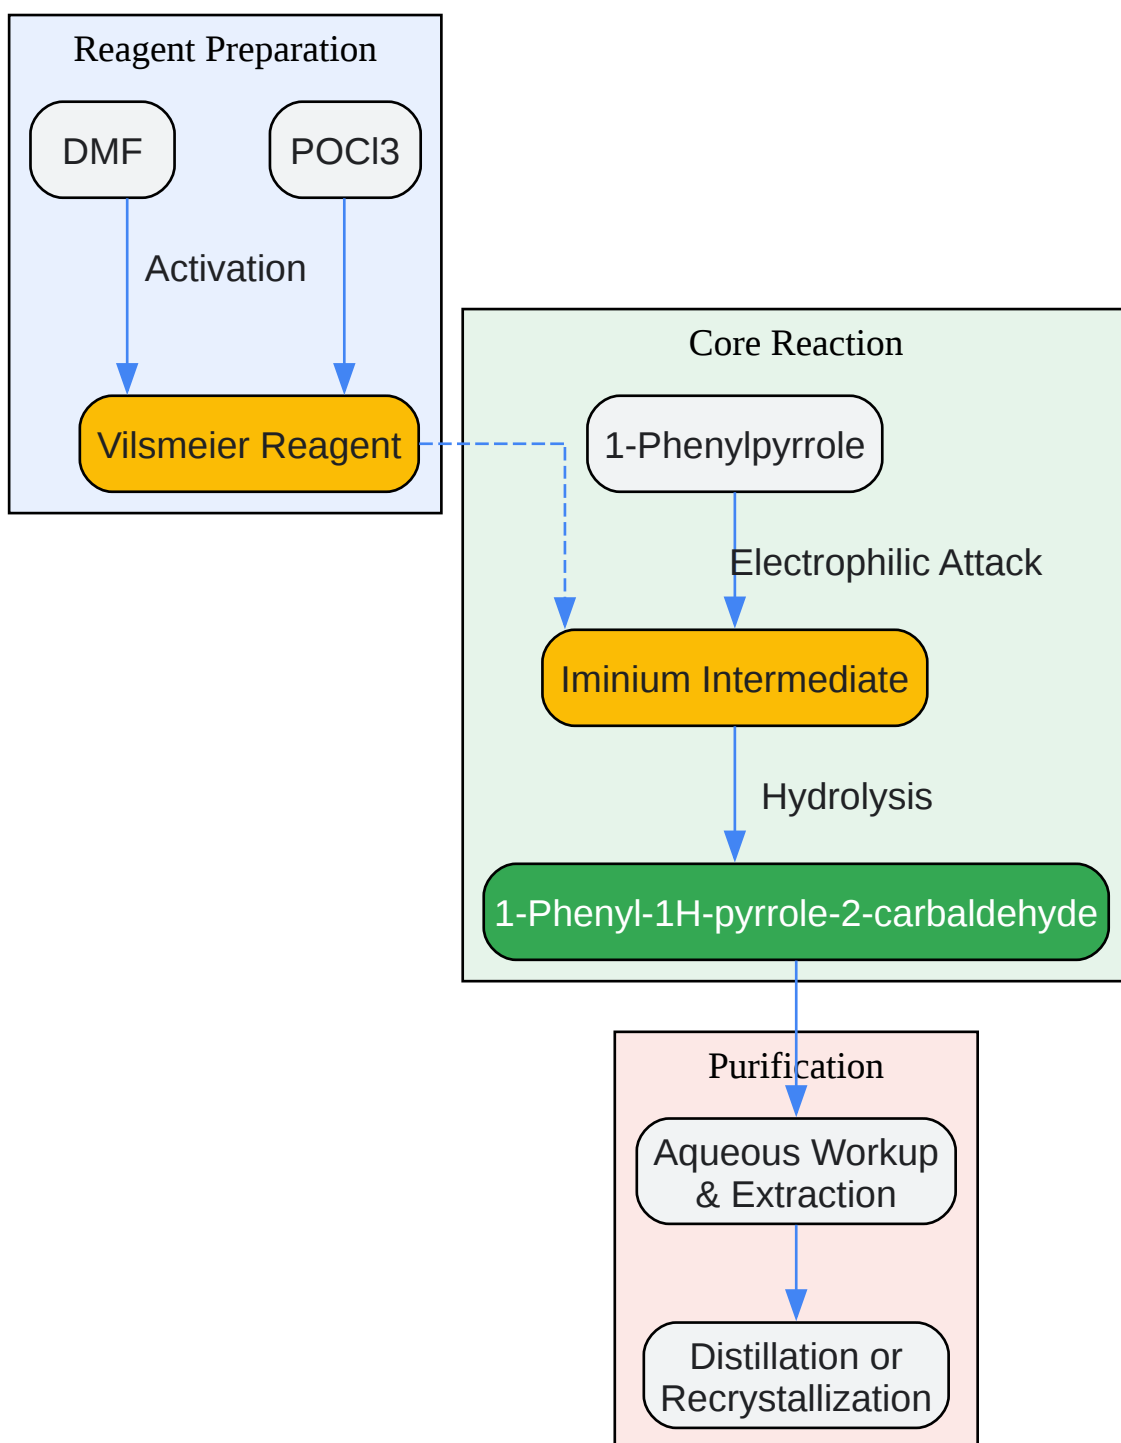 Reagent Preparation
DMF
POCl3
Activation
Vilsmeier Reagent
Core Reaction
1-Phenylpyrrole
Electrophilic Attack
Iminium Intermediate
Hydrolysis
1-Phenyl-1H-pyrrole-2-carbaldehyde
Purification
Aqueous Workup
& Extraction
Distillation or
Recrystallization